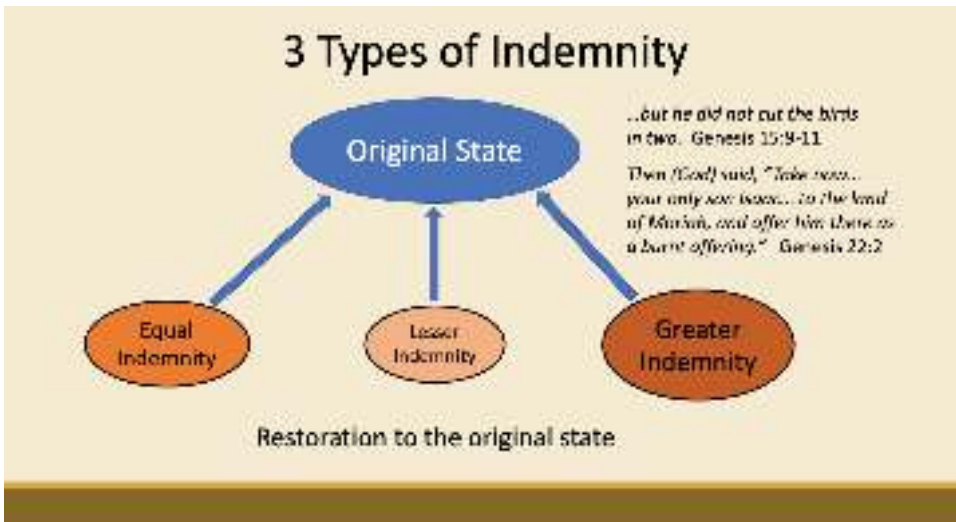 3 Types of Indemnity
Original State
...but he did not cut the birds
in two. Genesis 15:9-11
Then (God) said, "Take now...
your only son Isaac... to the land
of Moriah, and offer him there as
a burnt offering." Genesis 22:2
Equal
Indemnity
Lesser
Indemnity
Greater
Indemnity
Restoration to the original state